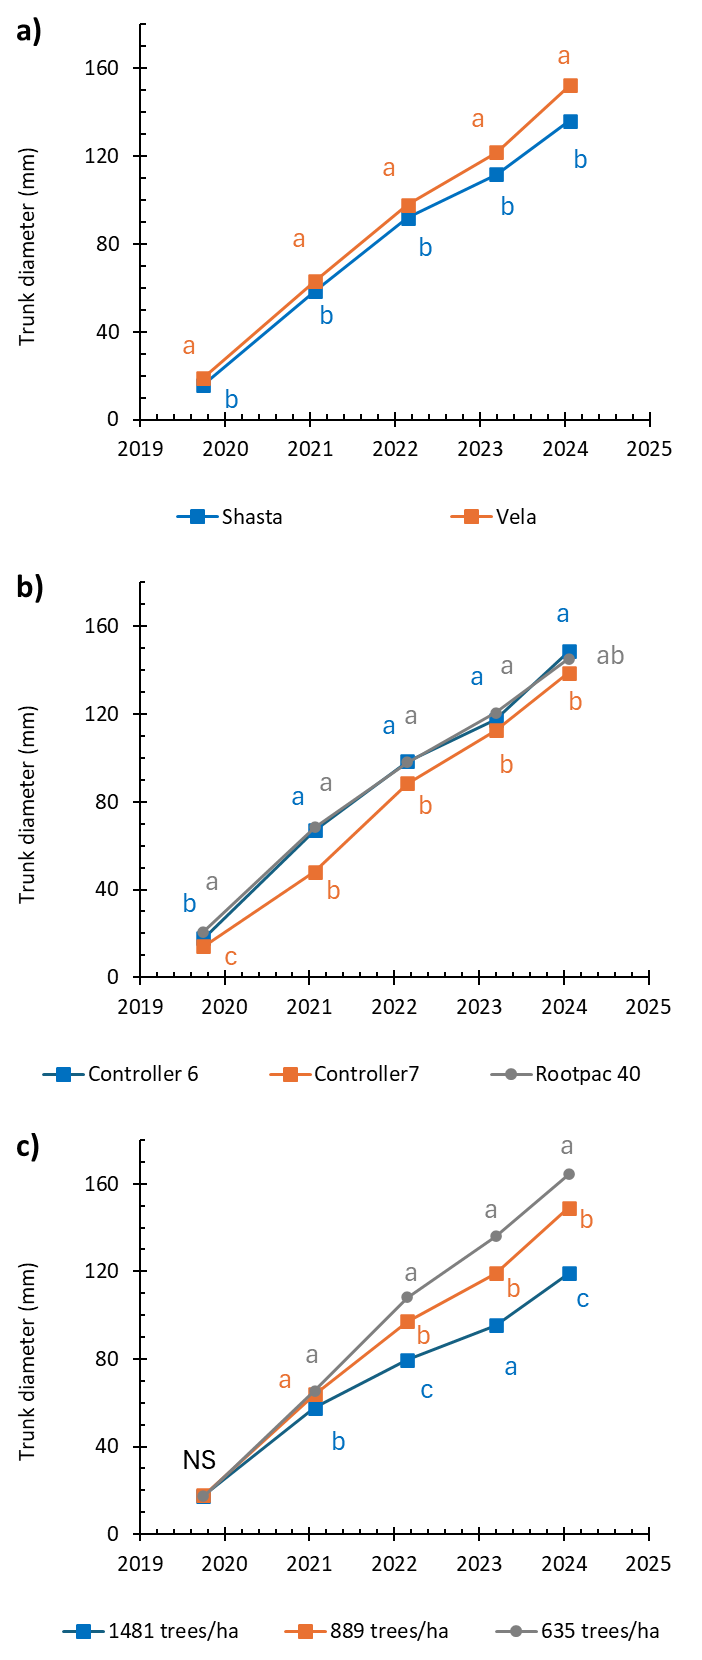 a)
Trunk diameter (mm)
160
120
80
40
0
a
a
a
a
a
b
b
b
b
b
2019 2020 2021 2022 2023 2024 2025
Shasta Vela
b)
Trunk diameter (mm)
160
120
80
40
0
a
ab
a
a
b
a
a
b
a
a
b
b
a
b
c
2019 2020 2021 2022 2023 2024 2025
Controller 6 Controller7 Rootpac 40
c)
Trunk diameter (mm)
160
120
80
40
0
a
a
b
a
b
c
a
b
a
a
c
b
NS
2019 2020 2021 2022 2023 2024 2025
1481 trees/ha 889 trees/ha 635 trees/ha